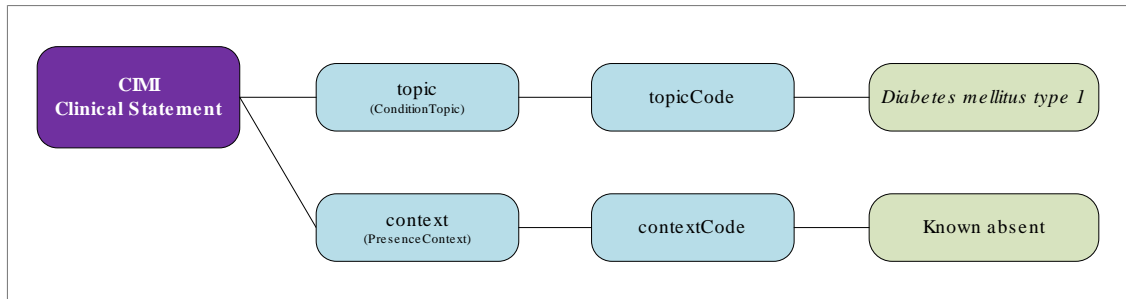 CIMI
Clinical Statement
topic
(ConditionTopic)
topicCode
Diabetes mellitus type 1
context
(PresenceContext)
contextCode
Known absent